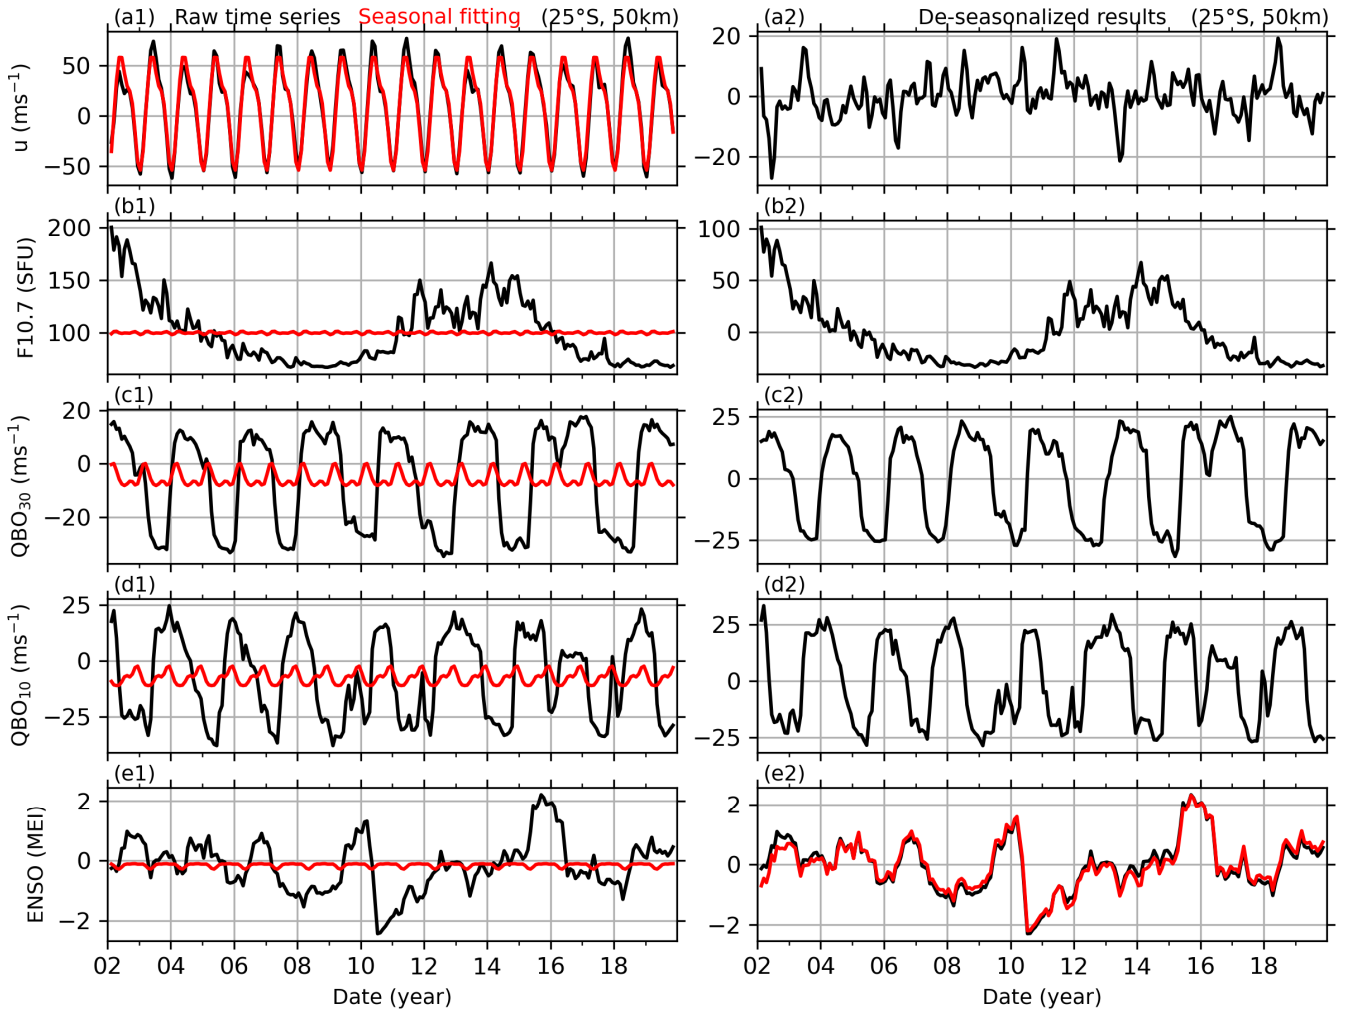 (a1) Raw time series Seasonal fitting (25°S, 50km)
(a2) De-seasonalized results (25°S, 50km)
u (ms⁻¹)
50
0
−50
20
0
−20
(b1)
(b2)
F10.7 (SFU)
200
150
100
100
50
0
(c1)
(c2)
QBO₃₀ (ms⁻¹)
20
0
−20
25
0
−25
(d1)
(d2)
QBO₁₀ (ms⁻¹)
25
0
−25
25
0
−25
(e1)
(e2)
ENSO (MEI)
2
0
−2
2
0
−2
02 04 06 08 10 12 14 16 18
02 04 06 08 10 12 14 16 18
Date (year)
Date (year)